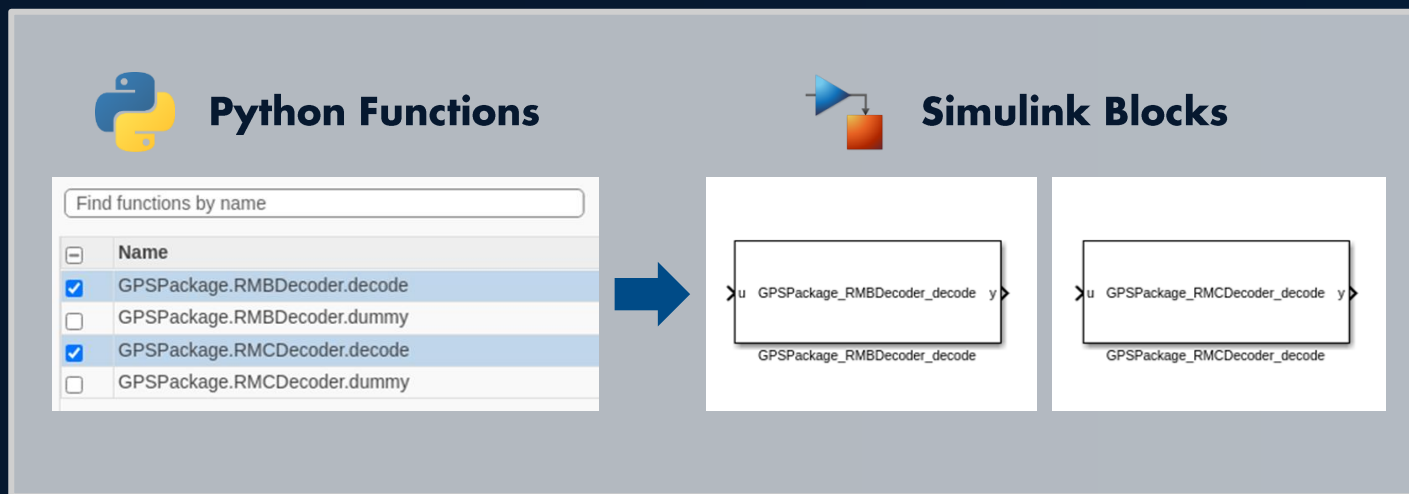 Python Functions
Simulink Blocks
Find functions by name
Name
GPSPackage.RMBDecoder.decode
GPSPackage.RMBDecoder.dummy
GPSPackage.RMCDecoder.decode
GPSPackage.RMCDecoder.dummy
u GPSPackage_RMBDecoder_decode y
GPSPackage_RMBDecoder_decode
u GPSPackage_RMCDecoder_decode y
GPSPackage_RMCDecoder_decode